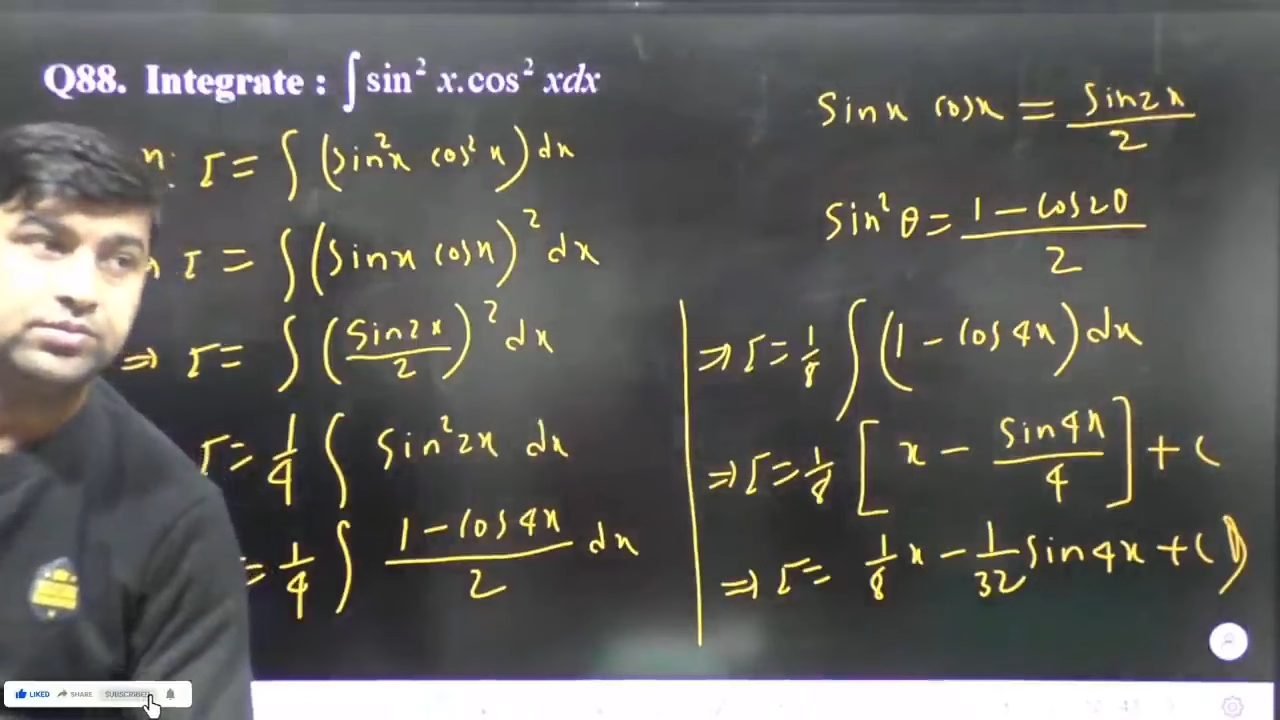 Q88. Integrate : ∫ sin² x.cos² xdx
n: I = ∫ (sin²x cos²x) dx
I = ∫ (sinx cosx)² dx
⇒ I = ∫ (sin2x/2)² dx
I = 1/4 ∫ sin²2x dx
= 1/4 ∫ 1-cos4x/2 dx
sinx cosx = sin2x/2
sin²θ = 1-cos2θ/2
⇒ I = 1/8 ∫ (1-cos4x) dx
⇒ I = 1/8 [x - sin4x/4] + C
⇒ I = 1/8 x - 1/32 sin4x + C
LIKED SHARE SUBSCRIBED